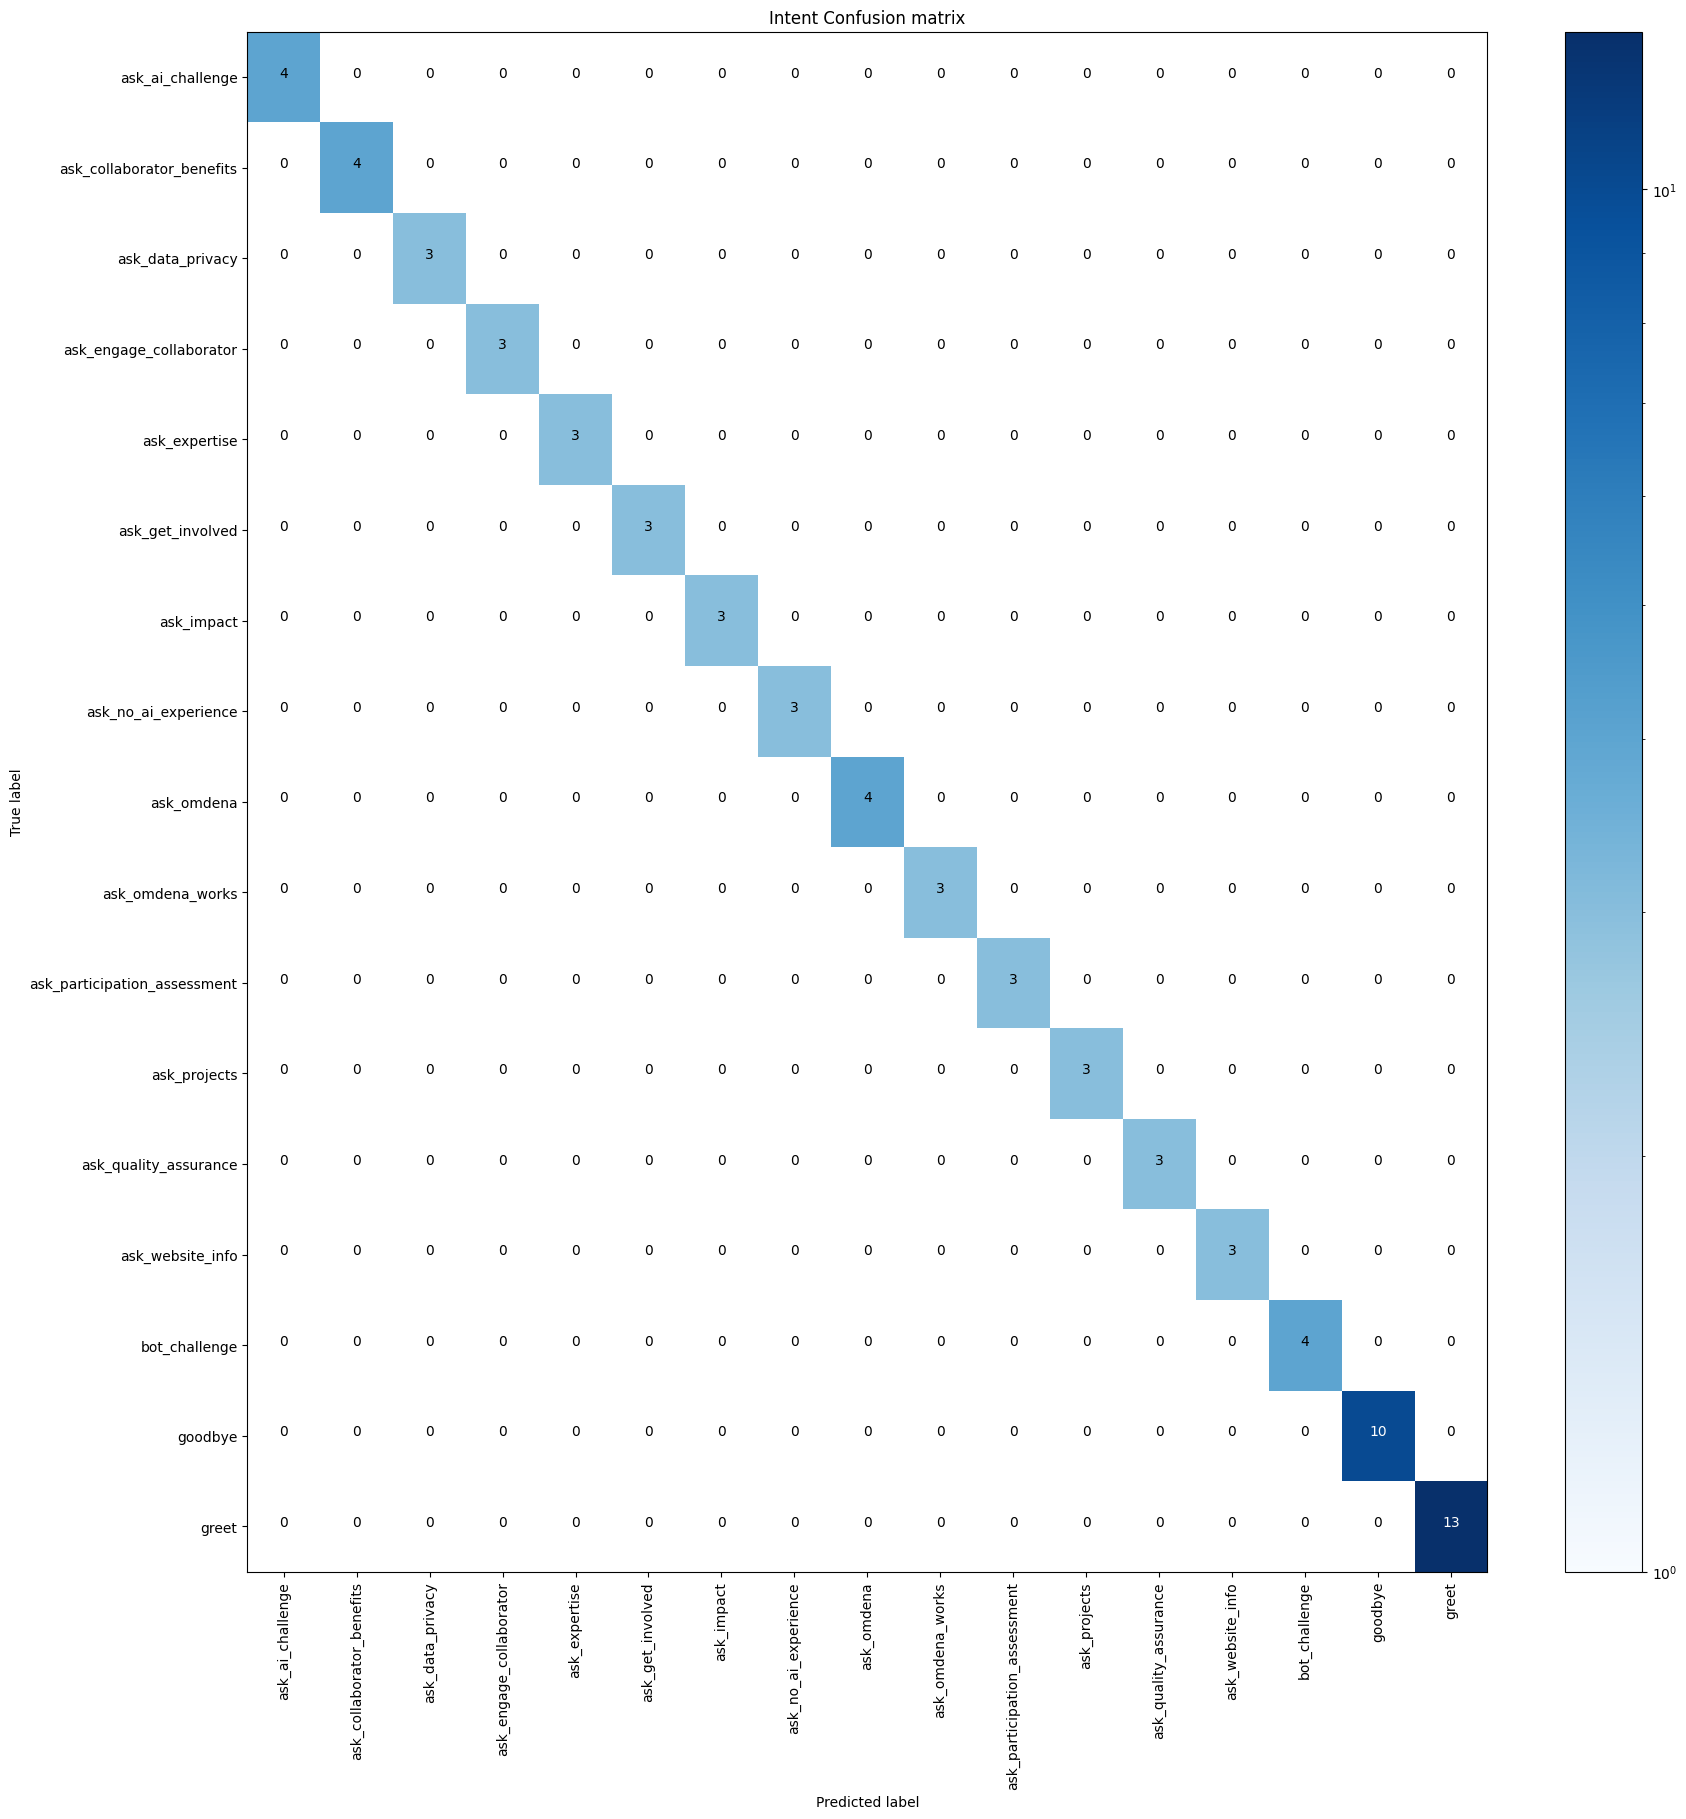 Intent Confusion matrix
ask_ai_challenge 4 0 0 0 0 0 0 0 0 0 0 0 0 0 0 0 0
ask_collaborator_benefits 0 4 0 0 0 0 0 0 0 0 0 0 0 0 0 0 0
ask_data_privacy 0 0 3 0 0 0 0 0 0 0 0 0 0 0 0 0 0
ask_engage_collaborator 0 0 0 3 0 0 0 0 0 0 0 0 0 0 0 0 0
ask_expertise 0 0 0 0 3 0 0 0 0 0 0 0 0 0 0 0 0
ask_get_involved 0 0 0 0 0 3 0 0 0 0 0 0 0 0 0 0 0
ask_impact 0 0 0 0 0 0 3 0 0 0 0 0 0 0 0 0 0
ask_no_ai_experience 0 0 0 0 0 0 0 3 0 0 0 0 0 0 0 0 0
ask_omdena 0 0 0 0 0 0 0 0 4 0 0 0 0 0 0 0 0
ask_omdena_works 0 0 0 0 0 0 0 0 0 3 0 0 0 0 0 0 0
ask_participation_assessment 0 0 0 0 0 0 0 0 0 0 3 0 0 0 0 0 0
ask_projects 0 0 0 0 0 0 0 0 0 0 0 3 0 0 0 0 0
ask_quality_assurance 0 0 0 0 0 0 0 0 0 0 0 0 3 0 0 0 0
ask_website_info 0 0 0 0 0 0 0 0 0 0 0 0 0 3 0 0 0
bot_challenge 0 0 0 0 0 0 0 0 0 0 0 0 0 0 4 0 0
goodbye 0 0 0 0 0 0 0 0 0 0 0 0 0 0 0 10 0
greet 0 0 0 0 0 0 0 0 0 0 0 0 0 0 0 0 13
True label
ask_ai_challenge
ask_collaborator_benefits
ask_data_privacy
ask_engage_collaborator
ask_expertise
ask_get_involved
ask_impact
ask_no_ai_experience
ask_omdena
ask_omdena_works
ask_participation_assessment
ask_projects
ask_quality_assurance
ask_website_info
bot_challenge
goodbye
greet
Predicted label
10¹
10⁰